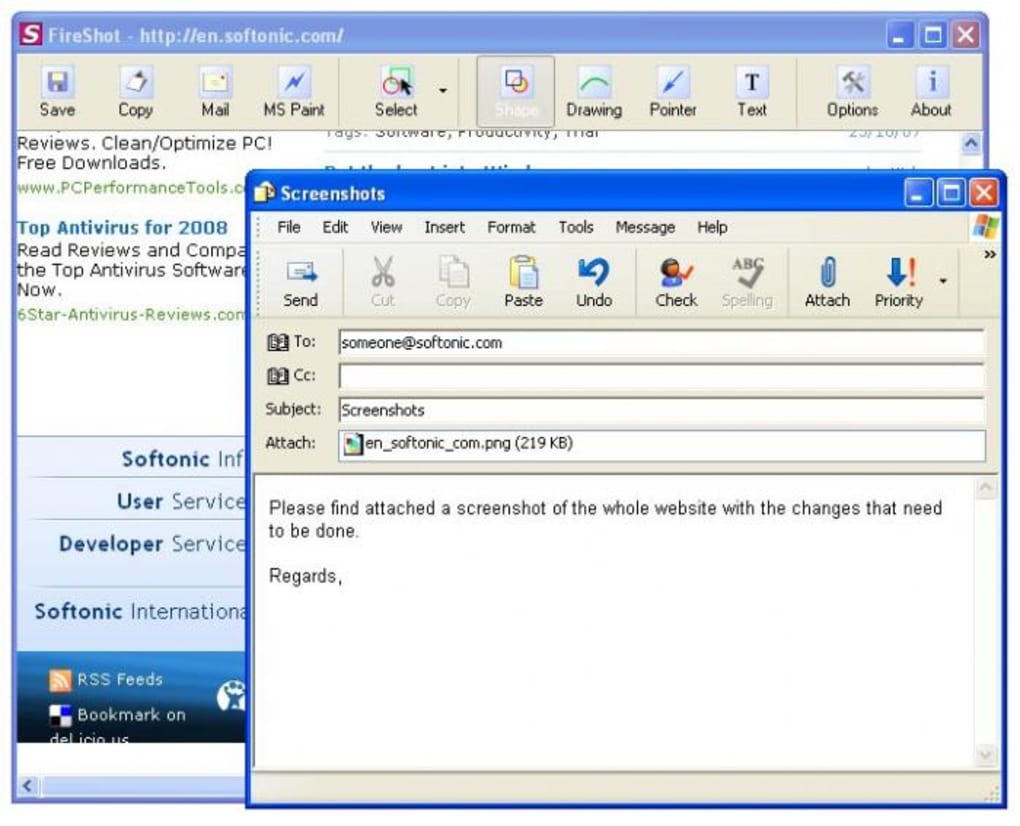 FireShot - http://en.softonic.com/
Save Copy Mail MS Paint Select Shape Drawing Pointer Text Options About
Reviews. Clean/Optimize PC!
Free Downloads.
www.PCPerformanceTools.c
Top Antivirus for 2008
Read Reviews and Compa
the Top Antivirus Software
Now.
6Star-Antivirus-Reviews.com
Tags: Software, Productivity, Trial
23/10/07
Softonic Inf
User Service
Developer Service
Softonic Internationa
RSS Feeds
Bookmark on
del.icio.us
Screenshots
File Edit View Insert Format Tools Message Help
Send Cut Copy Paste Undo Check ABC Spelling Attach Priority
To: someone@softonic.com
Cc:
Subject: Screenshots
Attach: en_softonic_com.png (219 KB)
Please find attached a screenshot of the whole website with the changes that need
to be done.
Regards,